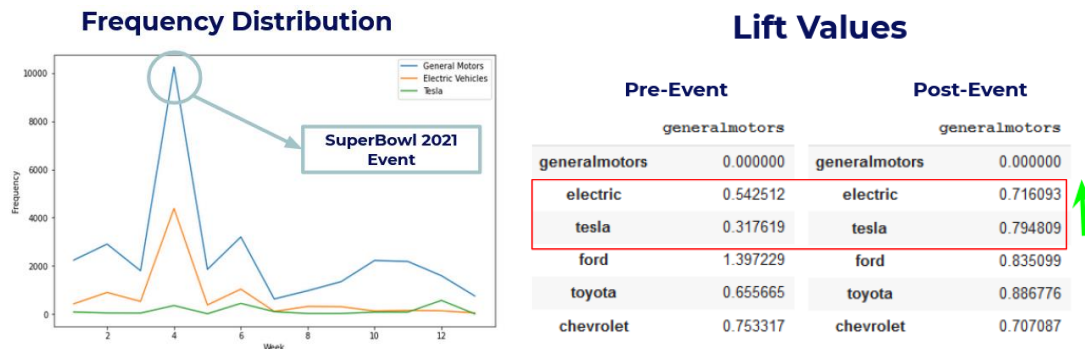 Frequency Distribution
General Motors
Electric Vehicles
Tesla
10000
8000
6000
4000
2000
0
Frequency
2
4
6
8
10
12
Week
SuperBowl 2021
Event
Lift Values
Pre-Event
generalmotors
generalmotors 0.000000
electric 0.542512
tesla 0.317619
ford 1.397229
toyota 0.655665
chevrolet 0.753317
Post-Event
generalmotors
generalmotors 0.000000
electric 0.716093
tesla 0.794809
ford 0.835099
toyota 0.886776
chevrolet 0.707087